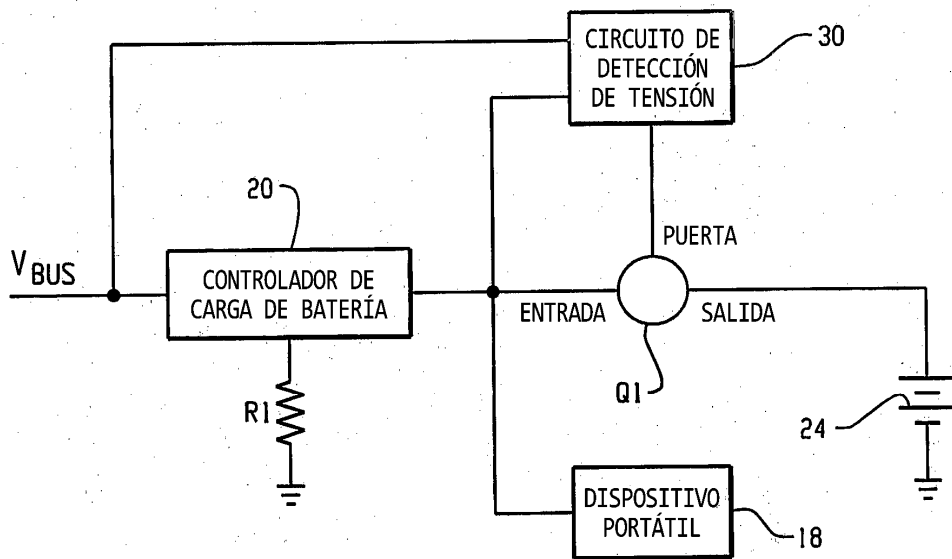 CIRCUITO DE
DETECCIÓN
DE TENSIÓN
30
20
PUERTA
VBUS
CONTROLADOR DE
CARGA DE BATERÍA
ENTRADA
SALIDA
Q1
R1
24
DISPOSITIVO
PORTÁTIL
18